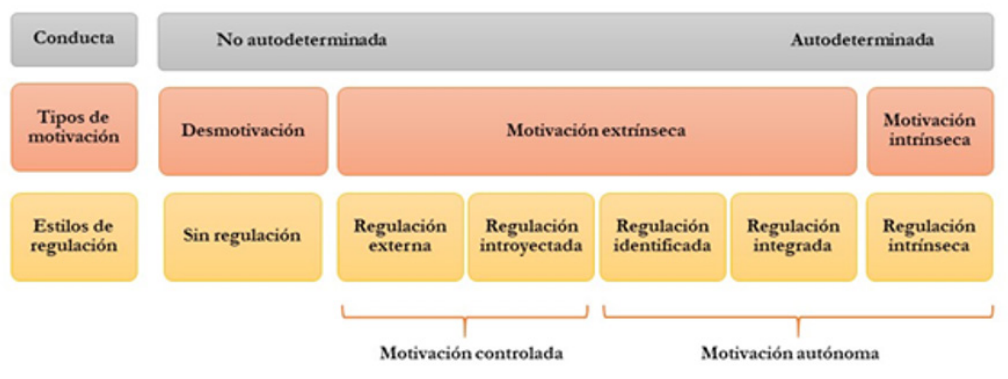 Conducta
No autodeterminada
Autodeterminada
Tipos de
motivación
Desmotivación
Motivación extrínseca
Motivación
intrínseca
Estilos de
regulación
Sin regulación
Regulación
externa
Regulación
introyectada
Regulación
identificada
Regulación
integrada
Regulación
intrínseca
Motivación controlada
Motivación autónoma